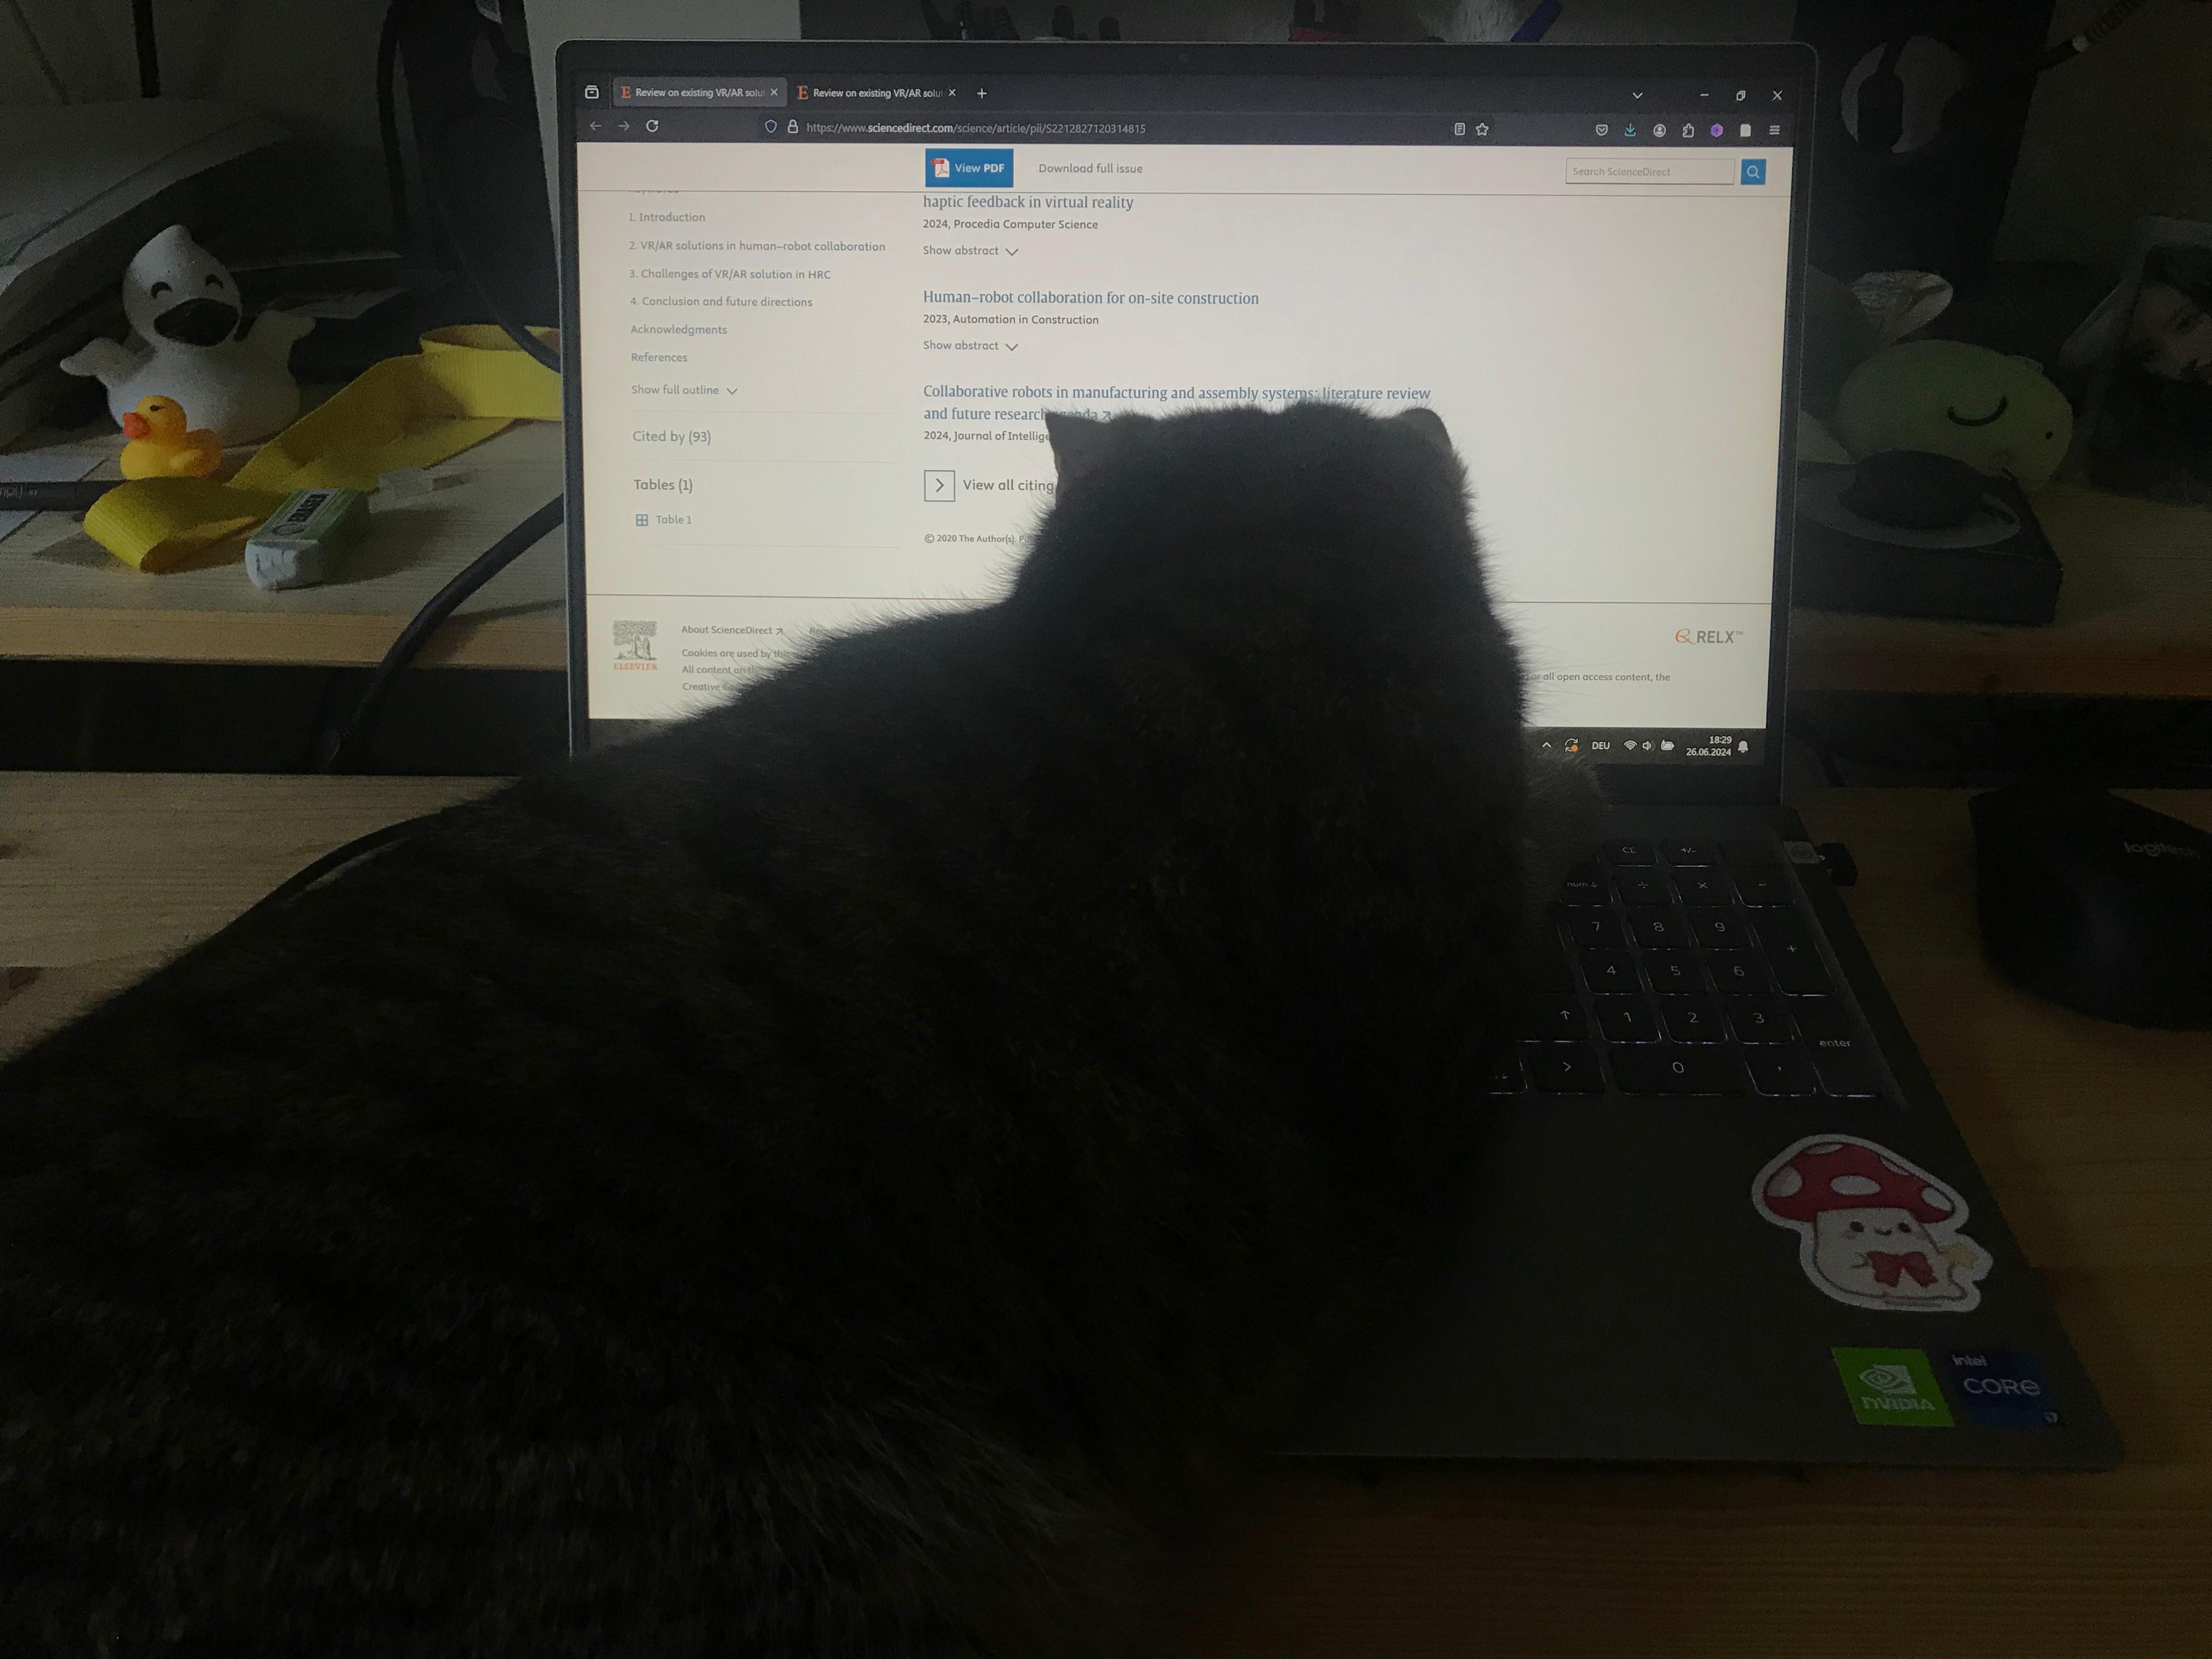 Review on existing VR/AR solu
Review on existing VR/AR solu
https://www.sciencedirect.com/science/article/pii/S2212827120314815
View PDF
Download full issue
Search ScienceDirect
1. Introduction
2. VR/AR solutions in human–robot collaboration
3. Challenges of VR/AR solution in HRC
4. Conclusion and future directions
Acknowledgments
References
Show full outline
Cited by (93)
Tables (1)
Table 1
haptic feedback in virtual reality
2024, Procedia Computer Science
Show abstract
Human–robot collaboration for on-site construction
2023, Automation in Construction
Show abstract
Collaborative robots in manufacturing and assembly systems: literature review
and future research agenda
2024, Journal of Intellige
View all citing
© 2020 The Author(s).
ELSEVIER
About ScienceDirect
Cookies are used by this
All content on this
Creative
RELX™
for all open access content, the
DEU
18:29
26.06.2024
ERASER
logitech
CE +/-
num ÷ × −
7 8 9 +
4 5 6
↑ 1 2 3
enter
> 0 ,
NVIDIA
intel
CORE
i7